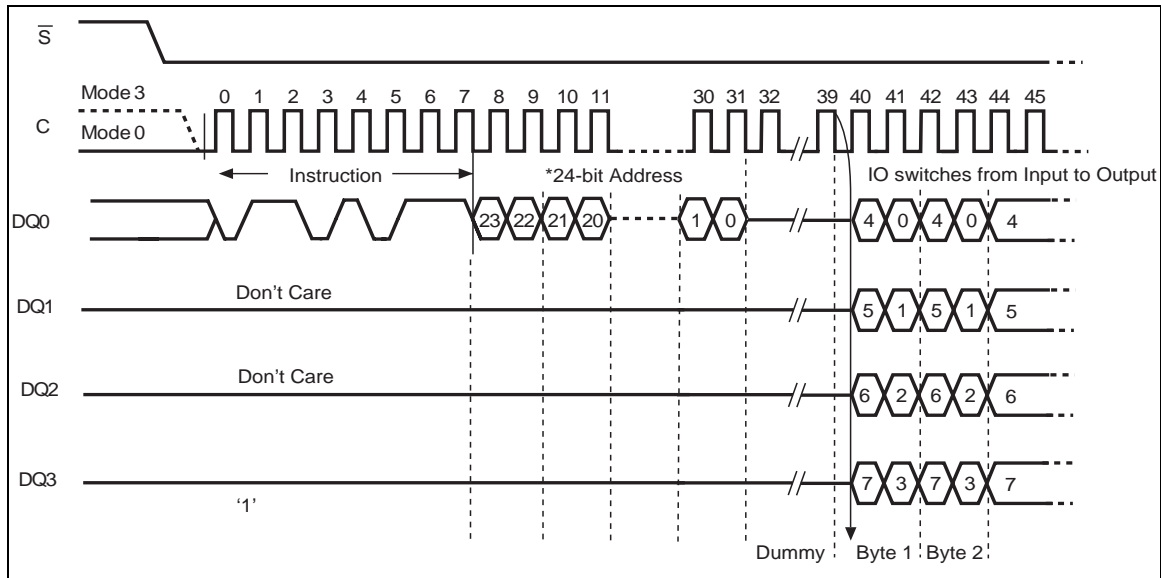 S
Mode 3
C
Mode 0
0 1 2 3 4 5 6 7 8 9 10 11 30 31 32 39 40 41 42 43 44 45
Instruction *24-bit Address IO switches from Input to Output
DQ0 23 22 21 20 1 0 4 0 4 0 4
Don't Care
DQ1 5 1 5 1 5
Don't Care
DQ2 6 2 6 2 6
DQ3 7 3 7 3 7
‘1’
Dummy Byte 1 Byte 2